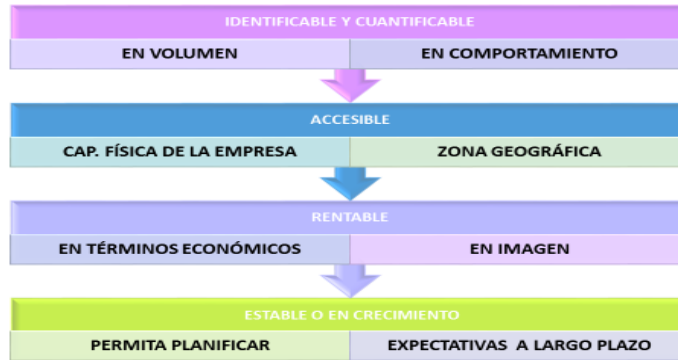 IDENTIFICABLE Y CUANTIFICABLE
EN VOLUMEN
EN COMPORTAMIENTO
ACCESIBLE
CAP. FÍSICA DE LA EMPRESA
ZONA GEOGRÁFICA
RENTABLE
EN TÉRMINOS ECONÓMICOS
EN IMAGEN
ESTABLE O EN CRECIMIENTO
PERMITA PLANIFICAR
EXPECTATIVAS A LARGO PLAZO